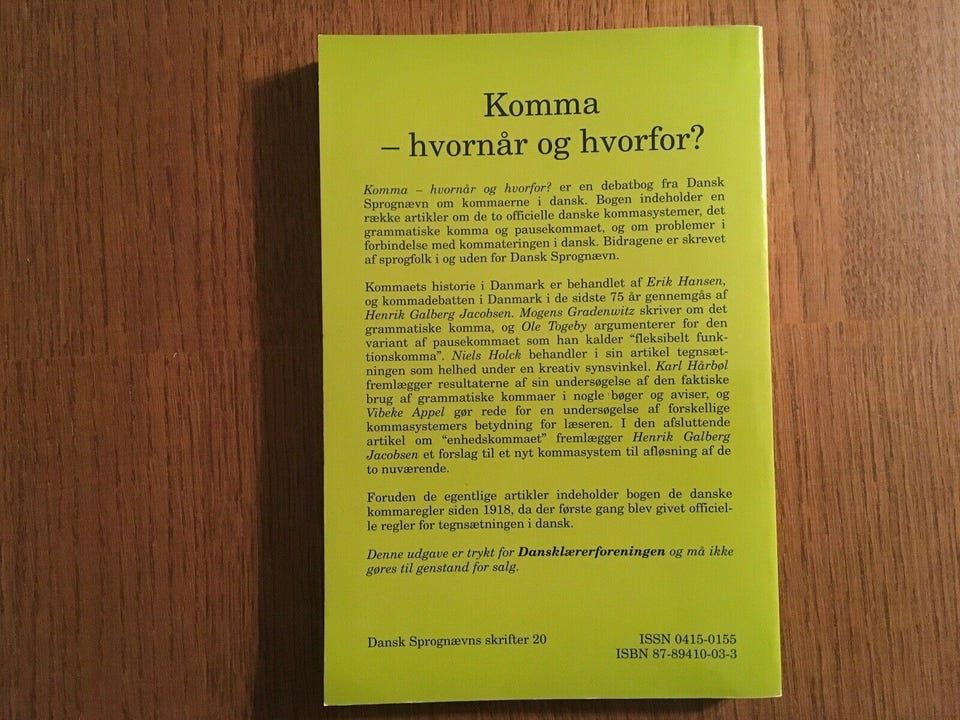 Komma
– hvornår og hvorfor?
Komma – hvornår og hvorfor? er en debatbog fra Dansk
Sprognævn om kommaerne i dansk. Bogen indeholder en
række artikler om de to officielle danske kommasystemer, det
grammatiske komma og pausekommaet, og om problemer i
forbindelse med kommateringen i dansk. Bidragene er skrevet
af sprogfolk i og uden for Dansk Sprognævn.
Kommaets historie i Danmark er behandlet af Erik Hansen,
og kommadebatten i Danmark i de sidste 75 år gennemgås af
Henrik Galberg Jacobsen. Mogens Gradenwitz skriver om det
grammatiske komma, og Ole Togeby argumenterer for den
variant af pausekommaet som han kalder “fleksibelt funk-
tionskomma”. Niels Holck behandler i sin artikel tegnsæt-
ningen som helhed under en kreativ synsvinkel. Karl Hårbøl
fremlægger resultaterne af sin undersøgelse af den faktiske
brug af grammatiske kommaer i nogle bøger og aviser, og
Vibeke Appel gør rede for en undersøgelse af forskellige
kommasystemers betydning for læseren. I den afsluttende
artikel om “enhedskommaet” fremlægger Henrik Galberg
Jacobsen et forslag til et nyt kommasystem til afløsning af de
to nuværende.
Foruden de egentlige artikler indeholder bogen de danske
kommaregler siden 1918, da der første gang blev givet officiel-
le regler for tegnsætningen i dansk.
Denne udgave er trykt for Dansklærerforeningen og må ikke
gøres til genstand for salg.
Dansk Sprognævns skrifter 20
ISSN 0415-0155
ISBN 87-89410-03-3